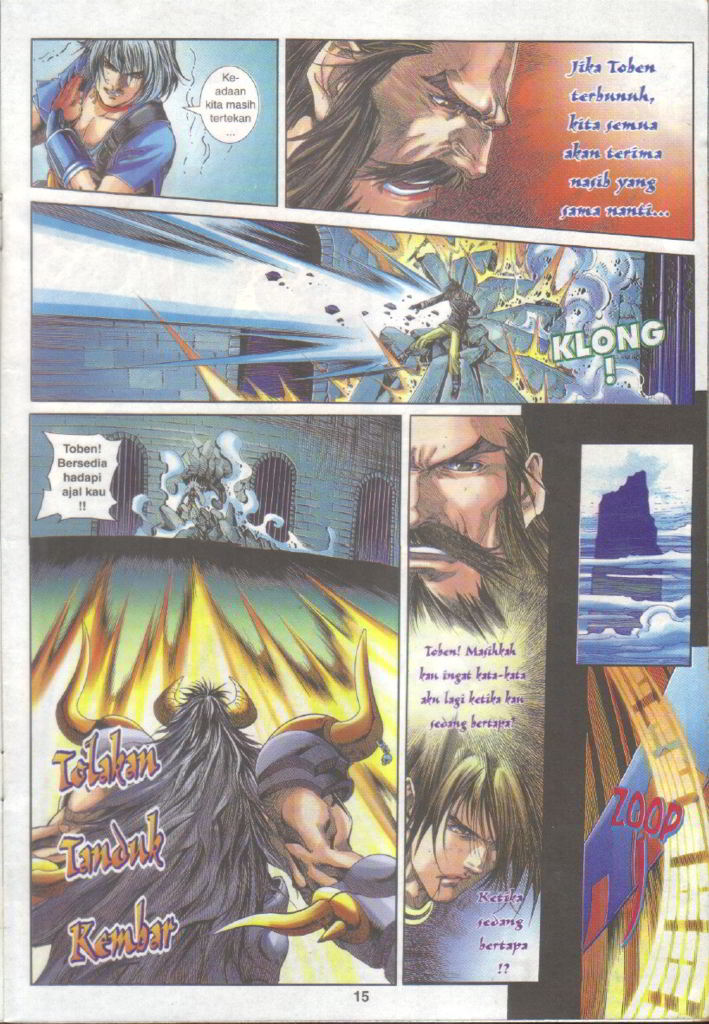 Ke-
adaan
kita masih
tertekan
...
Jika Toben
terbunuh,
kita semua
akan terima
nasib yang
sama nanti...
KLONG
!
Toben!
Bersedia
hadapi
ajal kau
!!
Tolakan
Tanduk
Kembar
Toben! Masihkah
kau ingat kata-kata
aku lagi ketika kau
sedang bertapa?
Ketika
sedang
bertapa
!?
ZOOP
!
15